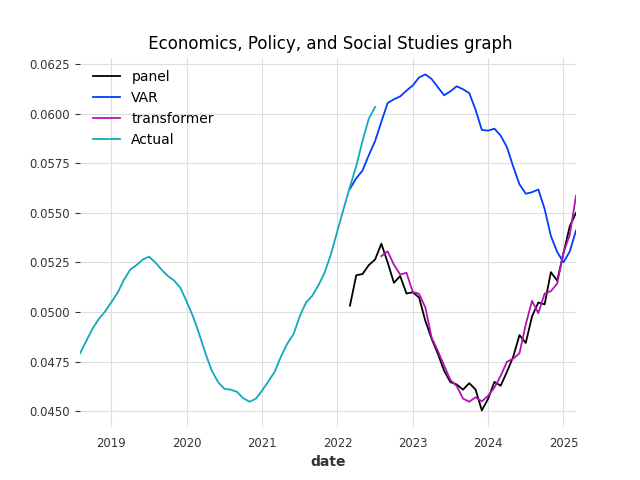 Economics, Policy, and Social Studies graph
panel
VAR
transformer
Actual
0.0625
0.0600
0.0575
0.0550
0.0525
0.0500
0.0475
0.0450
2019 2020 2021 2022 2023 2024 2025
date